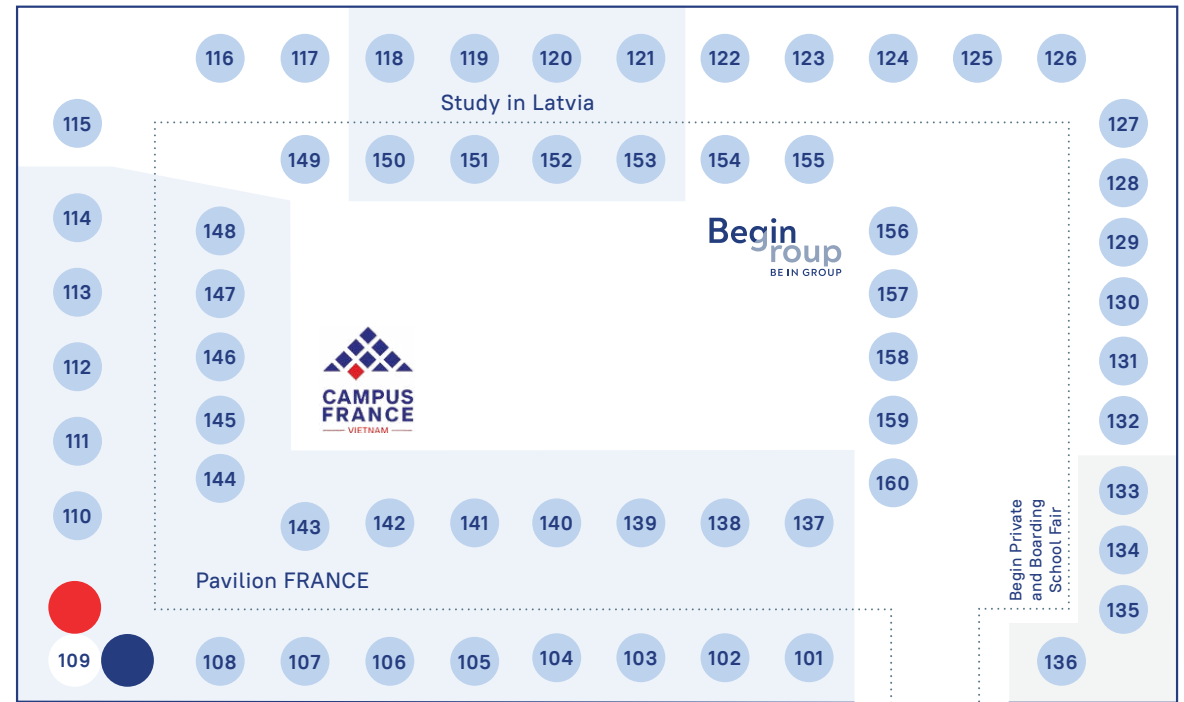 116 117 118 119 120 121 122 123 124 125 126
Study in Latvia
115
127
149 150 151 152 153 154 155
128
114
148
Begin
group
BE IN GROUP
156
129
113
147
157
130
112
146
CAMPUS
FRANCE
VIETNAM
158
131
111
145
159
132
144
160
133
110
143 142 141 140 139 138 137
Begin Private
and Boarding
School Fair
134
Pavilion FRANCE
135
109 108 107 106 105 104 103 102 101
136